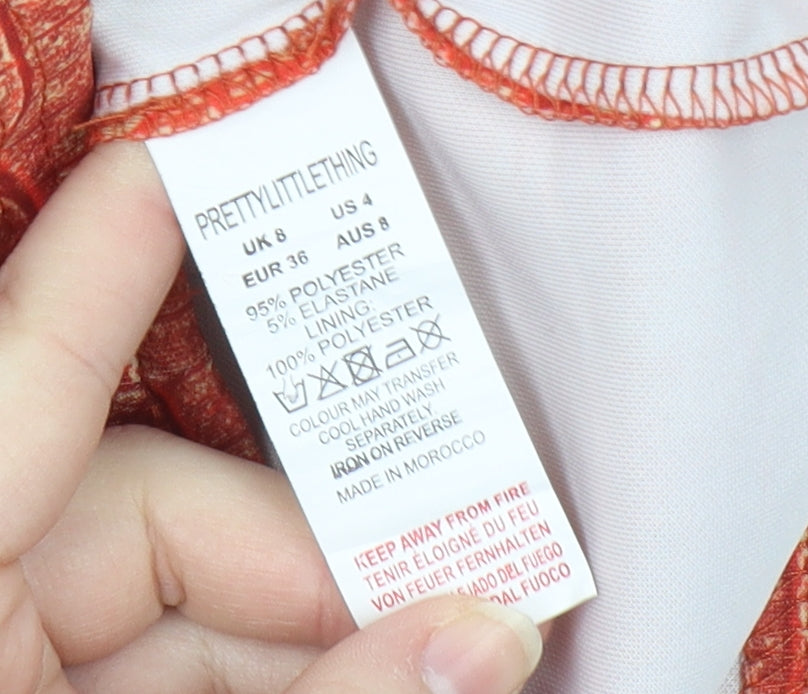 PRETTYLITTLETHING
UK 8 US 4
EUR 36 AUS 8
95% POLYESTER
5% ELASTANE
LINING:
100% POLYESTER
COLOUR MAY TRANSFER
COOL HAND WASH
SEPARATELY
IRON ON REVERSE
MADE IN MOROCCO
KEEP AWAY FROM FIRE
TENIR ÉLOIGNÉ DU FEU
VON FEUER FERNHALTEN
DEL FUEGO
DAL FUOCO